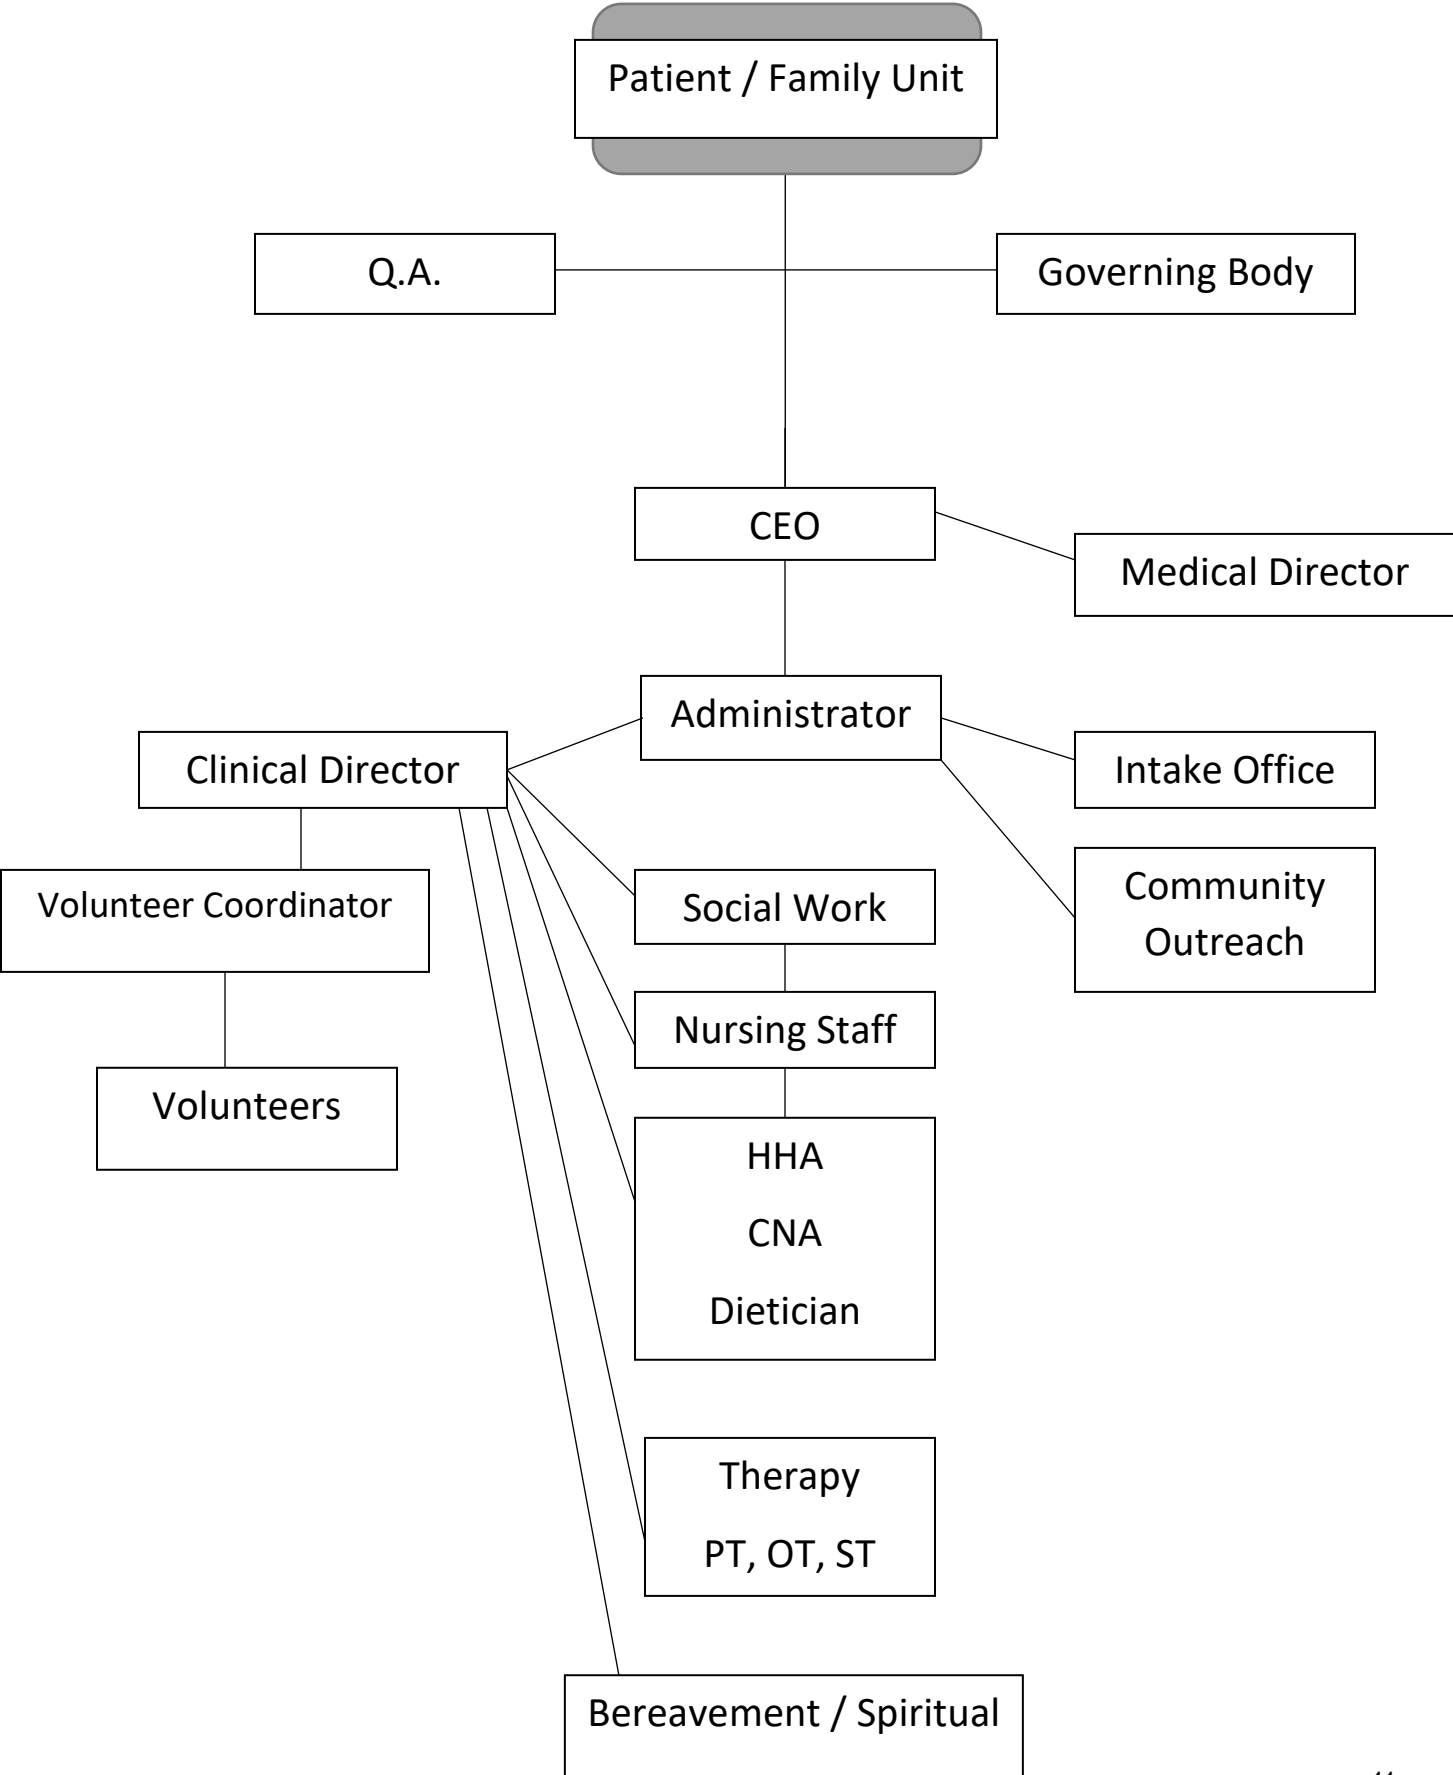 Patient / Family Unit
Q.A.
Governing Body
CEO
Medical Director
Administrator
Clinical Director
Intake Office
Volunteer Coordinator
Social Work
Community
Outreach
Nursing Staff
Volunteers
HHA
CNA
Dietician
Therapy
PT, OT, ST
Bereavement / Spiritual